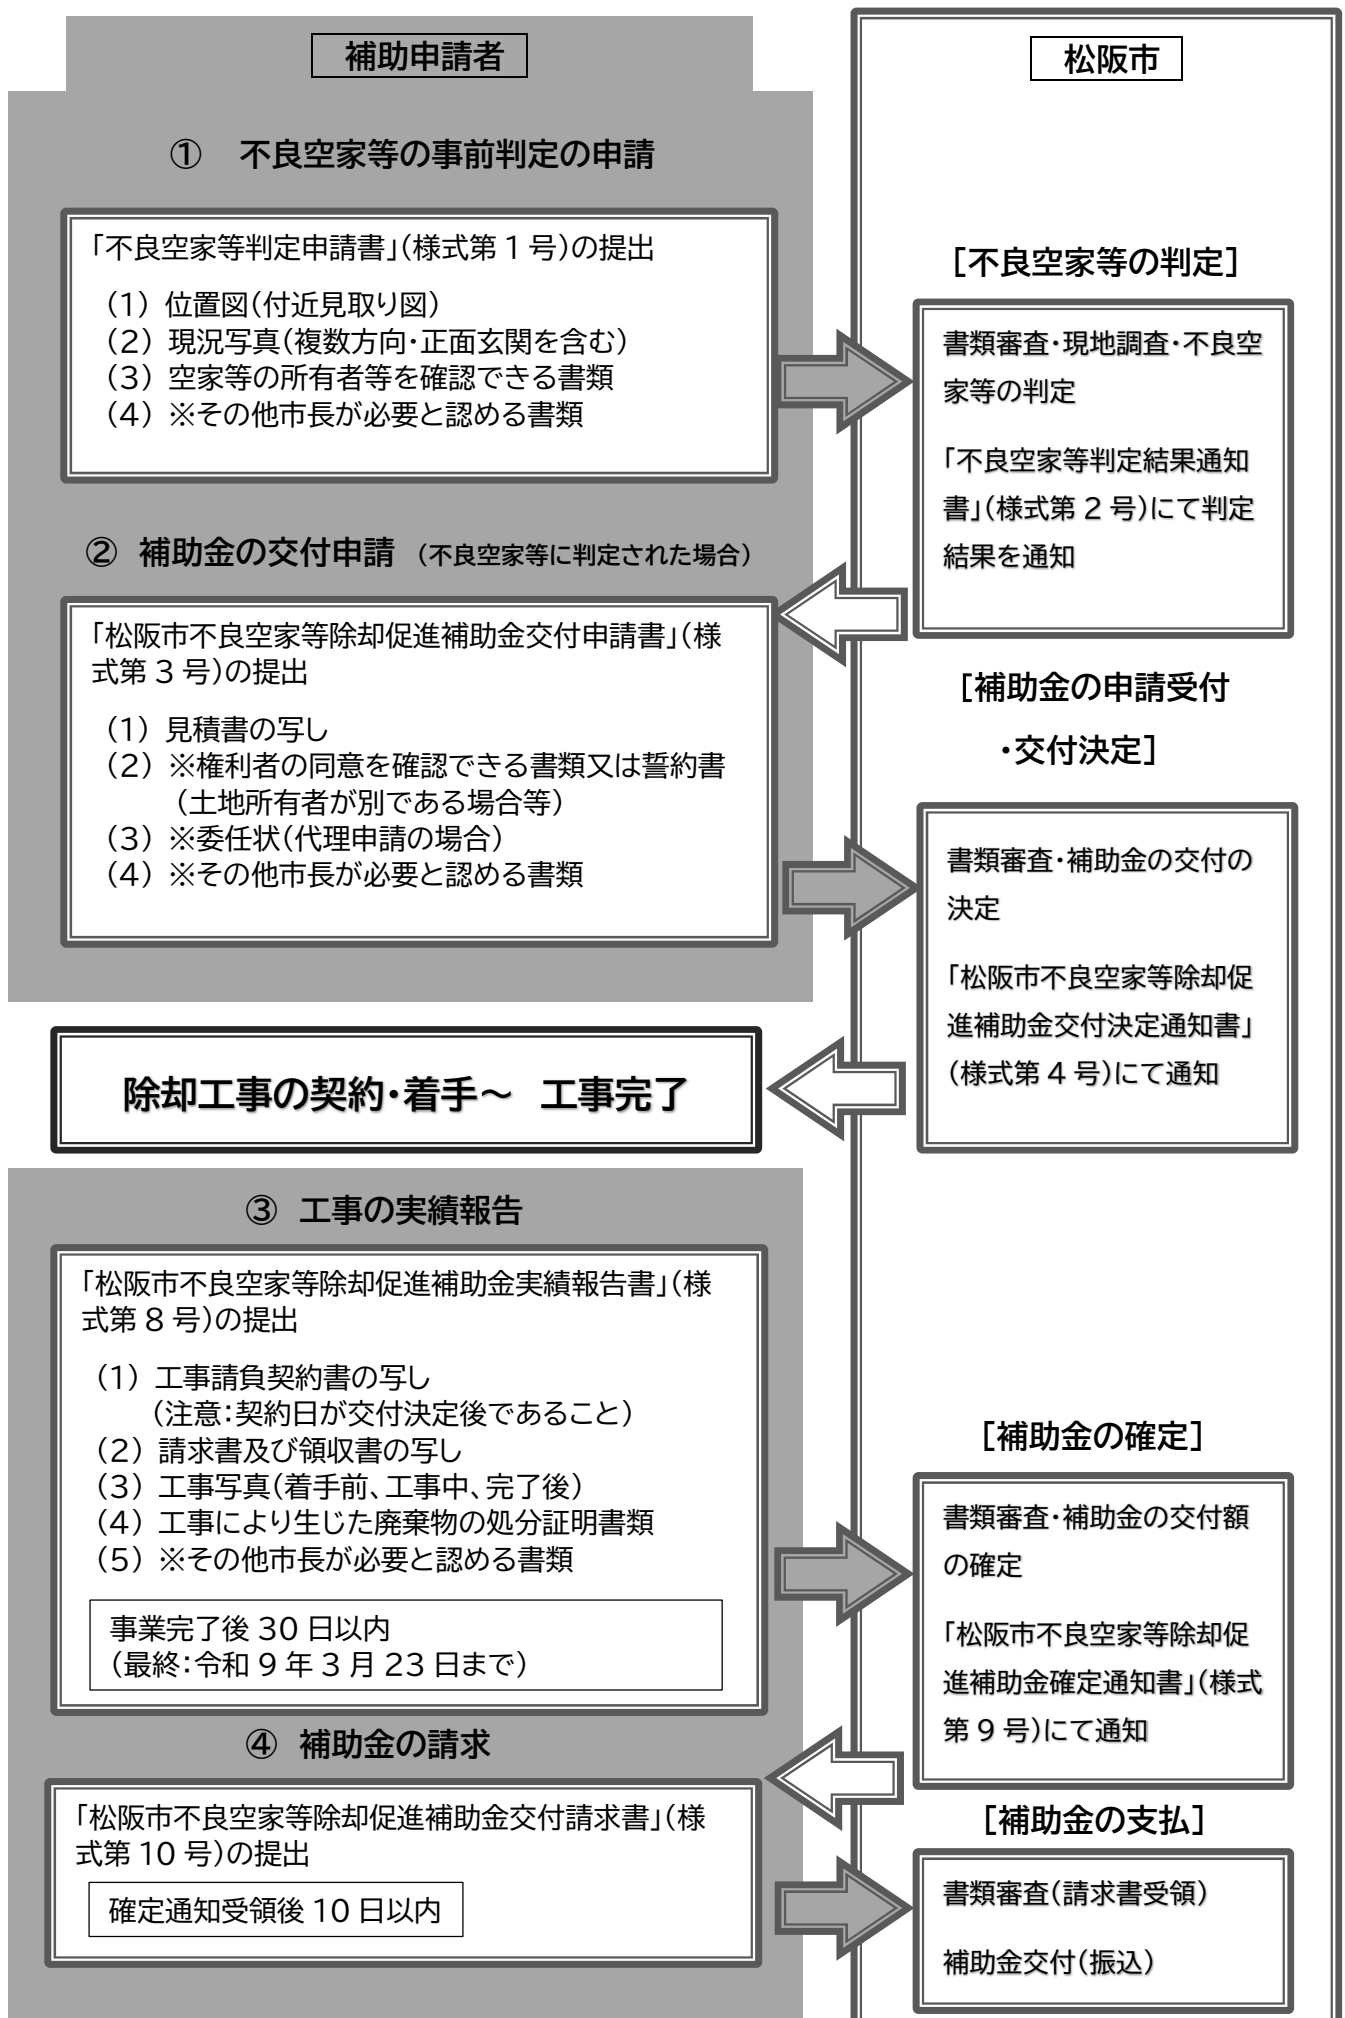 補助申請者
松阪市
① 不良空家等の事前判定の申請
「不良空家等判定申請書」(様式第1号)の提出
(1) 位置図(付近見取り図)
(2) 現況写真(複数方向・正面玄関を含む)
(3) 空家等の所有者等を確認できる書類
(4) ※その他市長が必要と認める書類
[不良空家等の判定]
書類審査・現地調査・不良空
家等の判定
「不良空家等判定結果通知
書」(様式第2号)にて判定
結果を通知
② 補助金の交付申請 (不良空家等に判定された場合)
「松阪市不良空家等除却促進補助金交付申請書」(様
式第3号)の提出
(1) 見積書の写し
(2) ※権利者の同意を確認できる書類又は誓約書
(土地所有者が別である場合等)
(3) ※委任状(代理申請の場合)
(4) ※その他市長が必要と認める書類
[補助金の申請受付
・交付決定]
書類審査・補助金の交付の
決定
「松阪市不良空家等除却促
進補助金交付決定通知書」
(様式第4号)にて通知
除却工事の契約・着手~ 工事完了
③ 工事の実績報告
「松阪市不良空家等除却促進補助金実績報告書」(様
式第8号)の提出
(1) 工事請負契約書の写し
(注意:契約日が交付決定後であること)
(2) 請求書及び領収書の写し
(3) 工事写真(着手前、工事中、完了後)
(4) 工事により生じた廃棄物の処分証明書類
(5) ※その他市長が必要と認める書類
事業完了後30日以内
(最終:令和9年3月23日まで)
[補助金の確定]
書類審査・補助金の交付額
の確定
「松阪市不良空家等除却促
進補助金確定通知書」(様式
第9号)にて通知
④ 補助金の請求
「松阪市不良空家等除却促進補助金交付請求書」(様
式第10号)の提出
確定通知受領後10日以内
[補助金の支払]
書類審査(請求書受領)
補助金交付(振込)